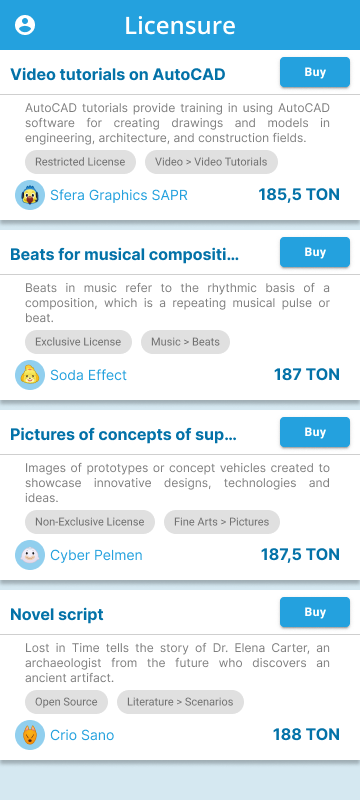 Licensure
Video tutorials on AutoCAD
Buy
AutoCAD tutorials provide training in using AutoCAD
software for creating drawings and models in
engineering, architecture, and construction fields.
Restricted License
Video > Video Tutorials
Sfera Graphics SAPR
185,5 TON
Beats for musical compositi...
Buy
Beats in music refer to the rhythmic basis of a
composition, which is a repeating musical pulse or
beat.
Exclusive License
Music > Beats
Soda Effect
187 TON
Pictures of concepts of sup...
Buy
Images of prototypes or concept vehicles created to
showcase innovative designs, technologies and
ideas.
Non-Exclusive License
Fine Arts > Pictures
Cyber Pelmen
187,5 TON
Novel script
Buy
Lost in Time tells the story of Dr. Elena Carter, an
archaeologist from the future who discovers an
ancient artifact.
Open Source
Literature > Scenarios
Crio Sano
188 TON